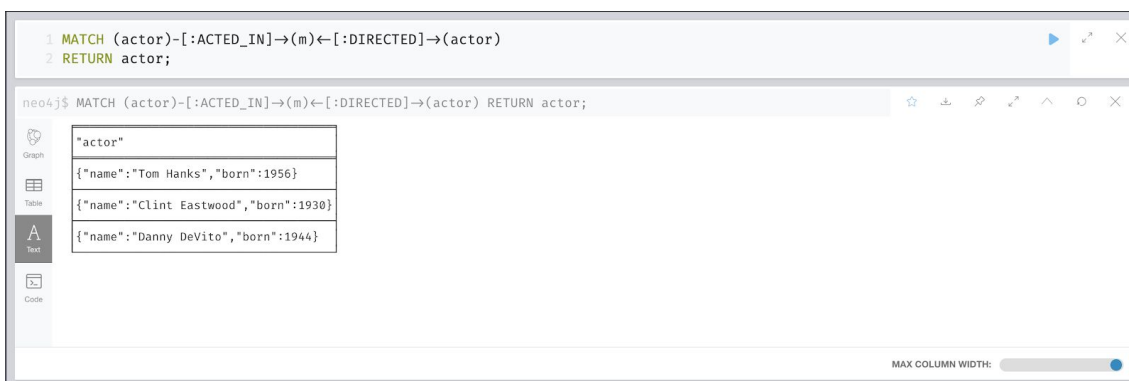 1 MATCH (actor)-[:ACTED_IN]→(m)←[:DIRECTED]→(actor)
2 RETURN actor;
neo4j$ MATCH (actor)-[:ACTED_IN]→(m)←[:DIRECTED]→(actor) RETURN actor;
Graph
Table
A
Text
Code
"actor"
{"name":"Tom Hanks","born":1956}
{"name":"Clint Eastwood","born":1930}
{"name":"Danny DeVito","born":1944}
MAX COLUMN WIDTH: